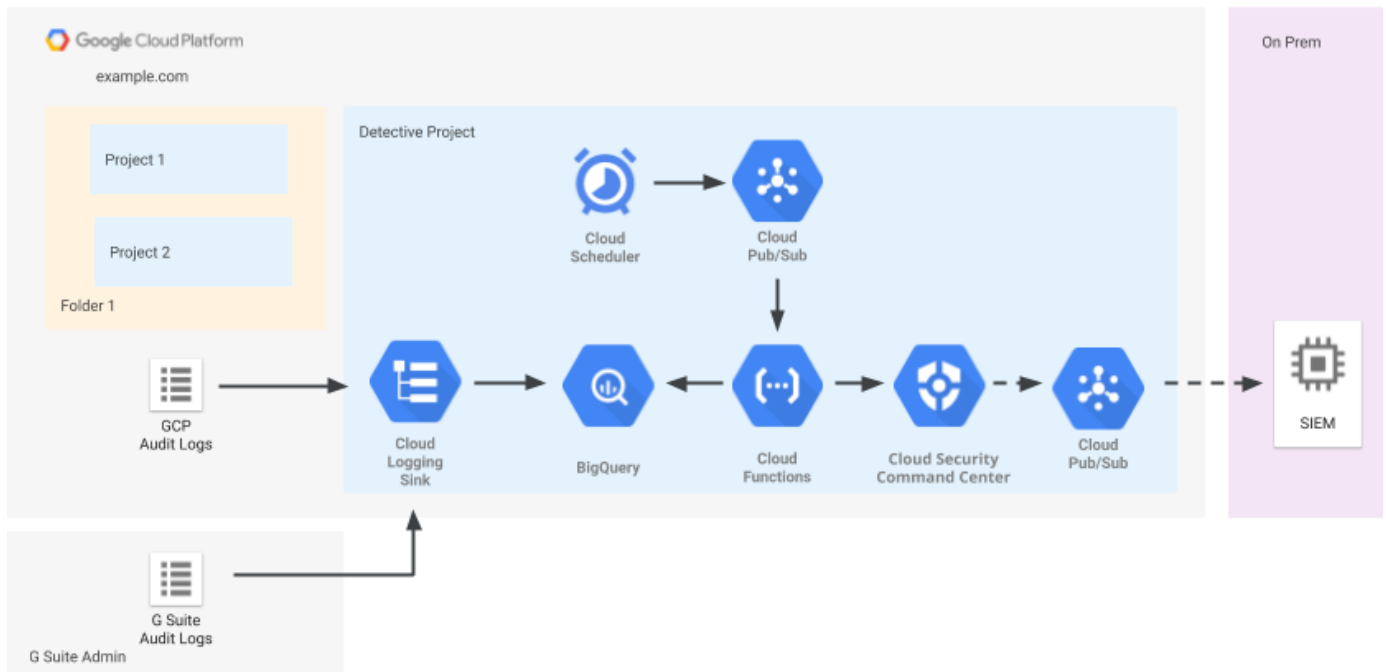 Google Cloud Platform
example.com
On Prem
Project 1
Project 2
Folder 1
Detective Project
Cloud
Scheduler
Cloud
Pub/Sub
GCP
Audit Logs
Cloud
Logging
Sink
BigQuery
Cloud
Functions
Cloud Security
Command Center
Cloud
Pub/Sub
SIEM
G Suite
Audit Logs
G Suite Admin